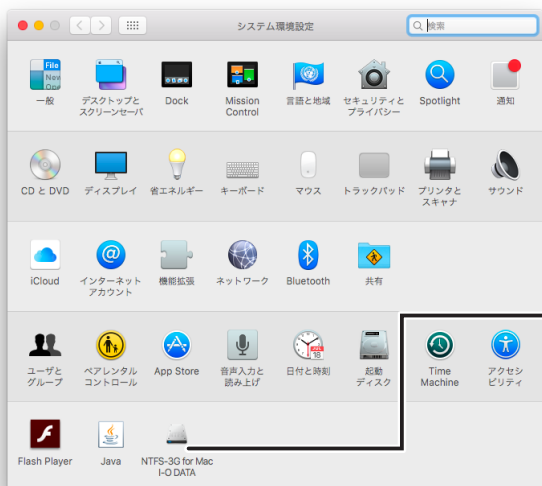 システム環境設定
検索
File
New
Ope
一般
デスクトップと
スクリーンセーバ
Dock
Mission
Control
言語と地域
セキュリティと
プライバシー
Spotlight
通知
CD と DVD
ディスプレイ
省エネルギー
キーボード
マウス
トラックパッド
プリンタと
スキャナ
サウンド
iCloud
インターネット
アカウント
機能拡張
ネットワーク
Bluetooth
共有
ユーザと
グループ
ペアレンタル
コントロール
App Store
音声入力と
読み上げ
18
日付と時刻
起動
ディスク
Time
Machine
アクセシ
ビリティ
Flash Player
Java
NTFS-3G for Mac
I-O DATA